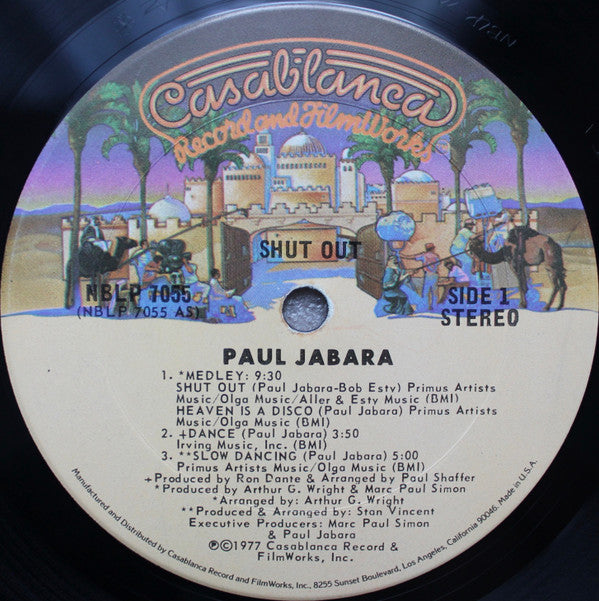 Casablanca
Record and FilmWorks
SHUT OUT
NBLP 7055
(NBLP 7055 AS)
SIDE 1
STEREO
PAUL JABARA
1. *MEDLEY: 9:30
SHUT OUT (Paul Jabara-Bob Esty) Primus Artists
Music/Olga Music/Aller & Esty Music (BMI)
HEAVEN IS A DISCO (Paul Jabara) Primus Artists
Music/Olga Music (BMI)
2. +DANCE (Paul Jabara) 3:50
Irving Music, Inc. (BMI)
3. **SLOW DANCING (Paul Jabara) 5:00
Primus Artists Music/Olga Music (BMI)
+Produced by Ron Dante & Arranged by Paul Shaffer
*Produced by Arthur G. Wright & Marc Paul Simon
*Arranged by: Arthur G. Wright
**Produced & Arranged by: Stan Vincent
Executive Producers: Marc Paul Simon
& Paul Jabara
℗©1977 Casablanca Record &
FilmWorks, Inc.
Manufactured and Distributed by Casablanca Record and FilmWorks, Inc., 8255 Sunset Boulevard, Los Angeles, California 90046. Made in U.S.A.